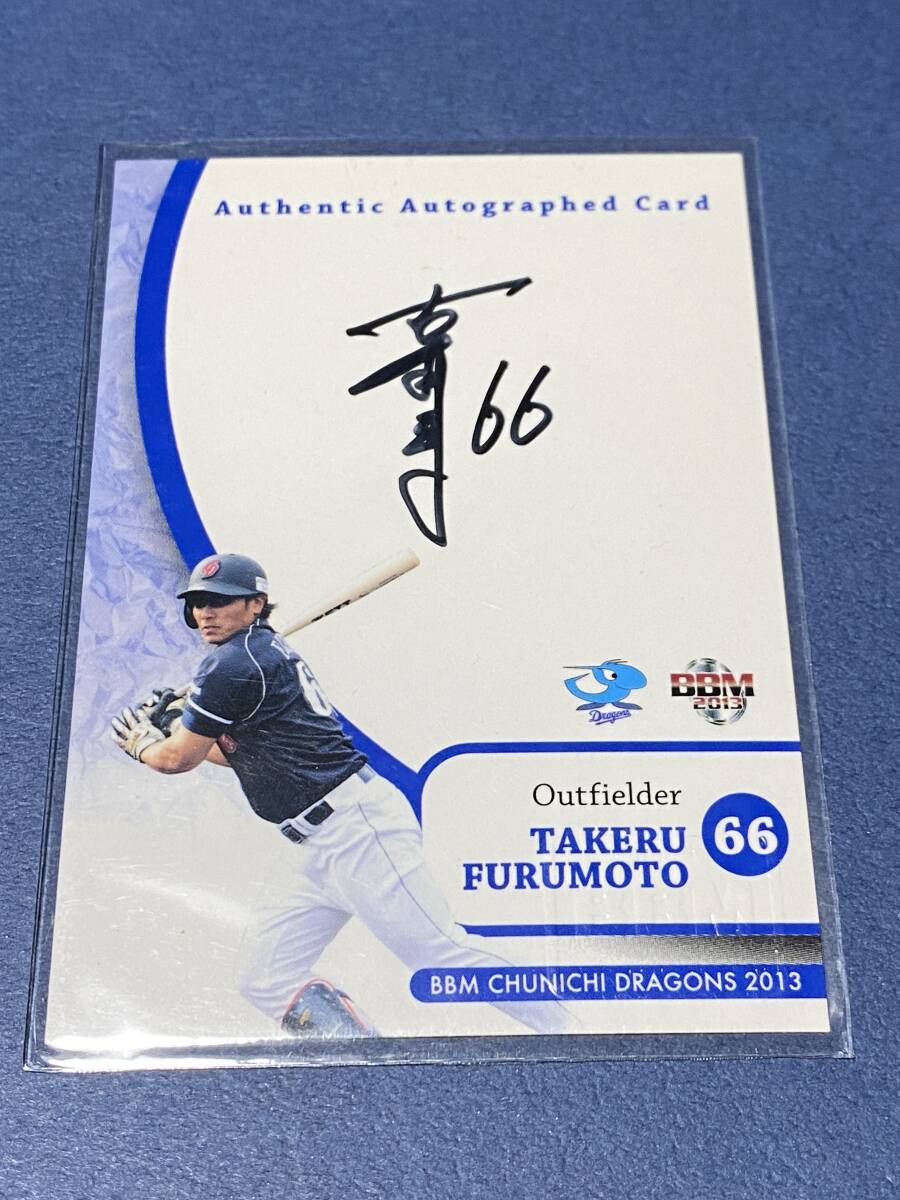 Authentic Autographed Card
66
Dragons
BBM
2013
Outfielder
TAKERU
FURUMOTO
66
BBM CHUNICHI DRAGONS 2013